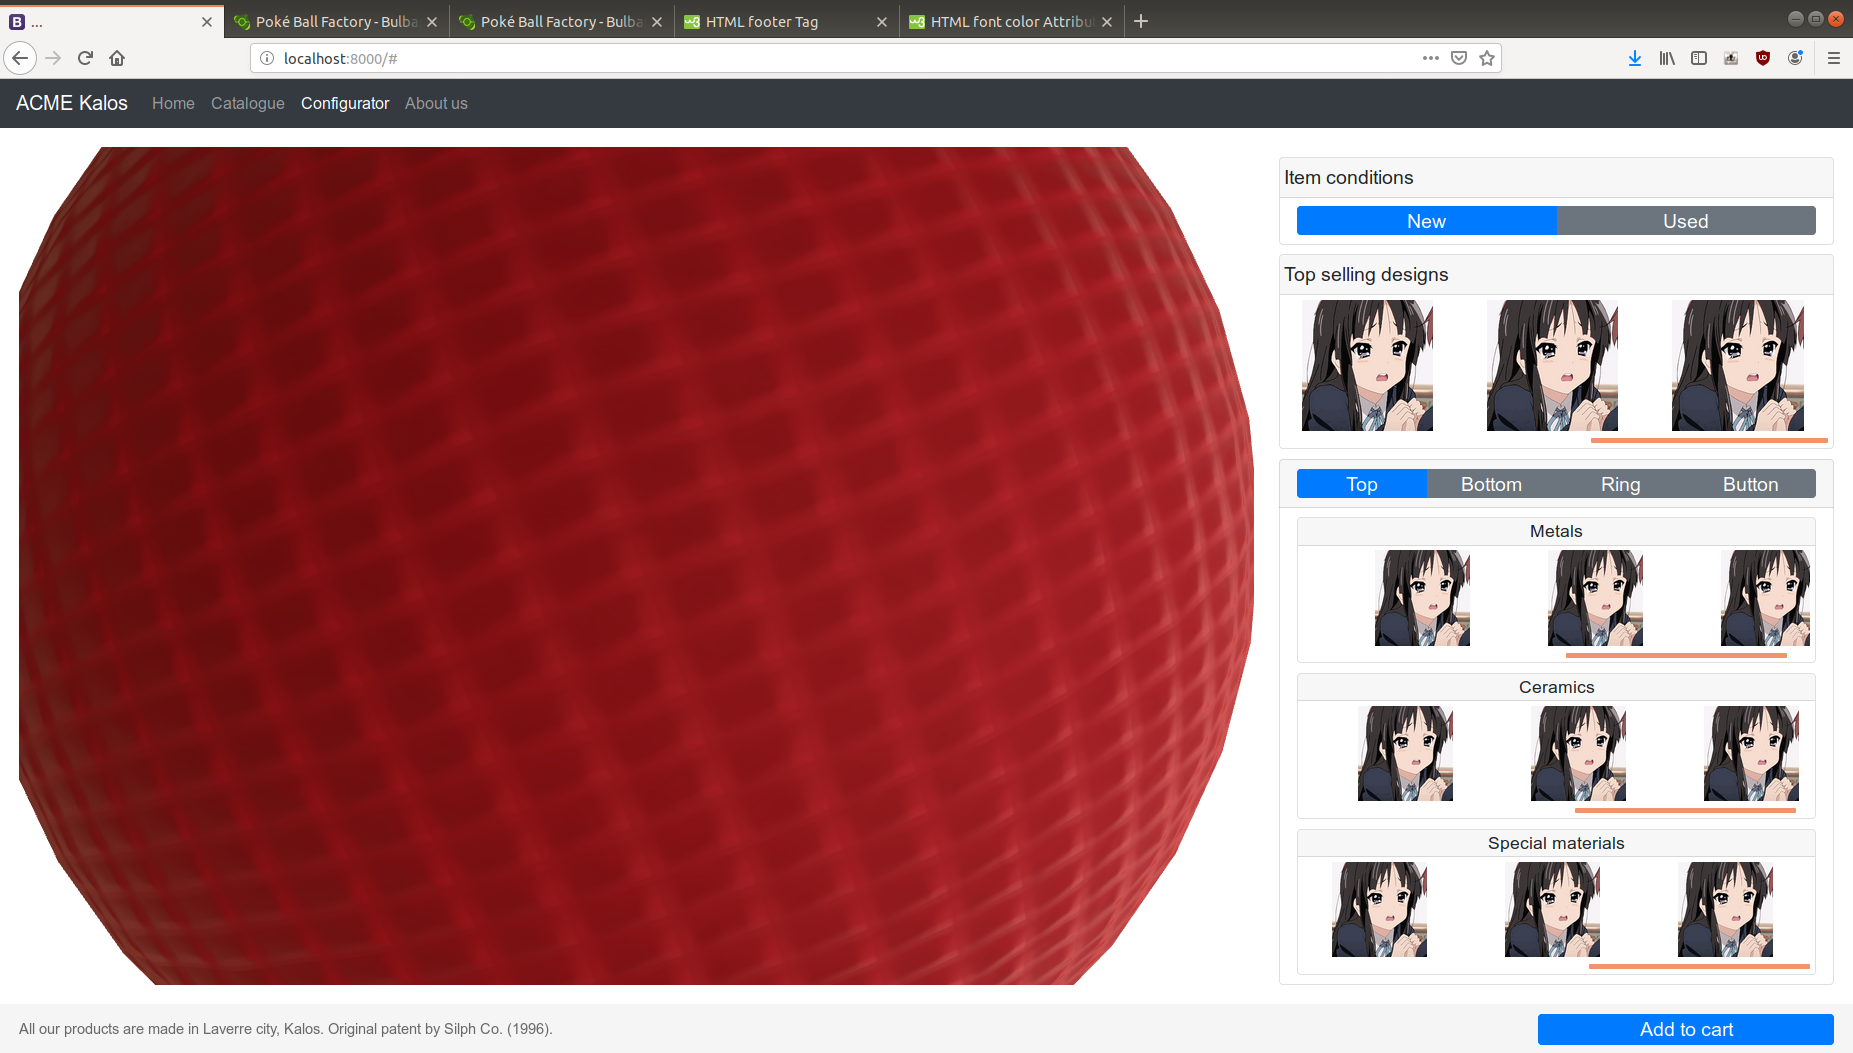 ...
Poké Ball Factory - Bulba
Poké Ball Factory - Bulba
HTML footer Tag
HTML font color Attribu
localhost:8000/#
ACME Kalos Home Catalogue Configurator About us
Item conditions
New Used
Top selling designs
Top Bottom Ring Button
Metals
Ceramics
Special materials
All our products are made in Laverre city, Kalos. Original patent by Silph Co. (1996).
Add to cart